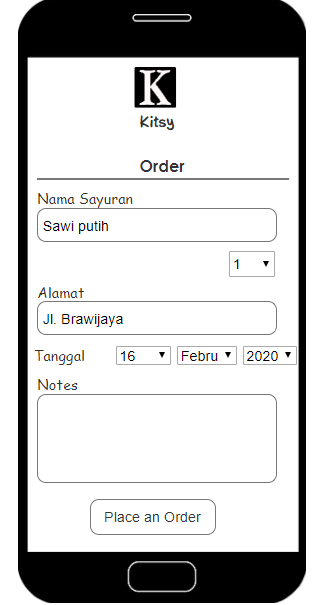 K
Kitsy
Order
Nama Sayuran
Sawi putih
1
Alamat
Jl. Brawijaya
Tanggal 16 Febru 2020
Notes
Place an Order